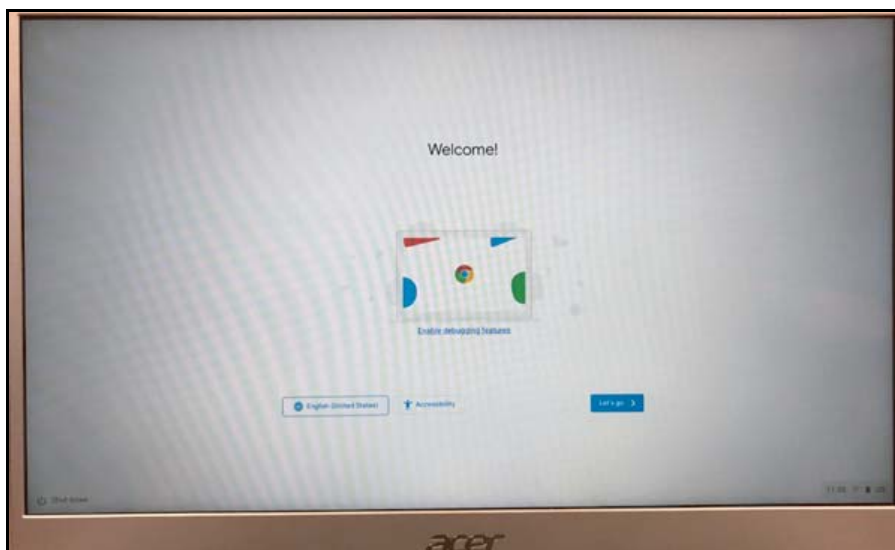 Welcome!
Enable debugging features
English (United States)
Accessibility
Let's go
Shut down
acer